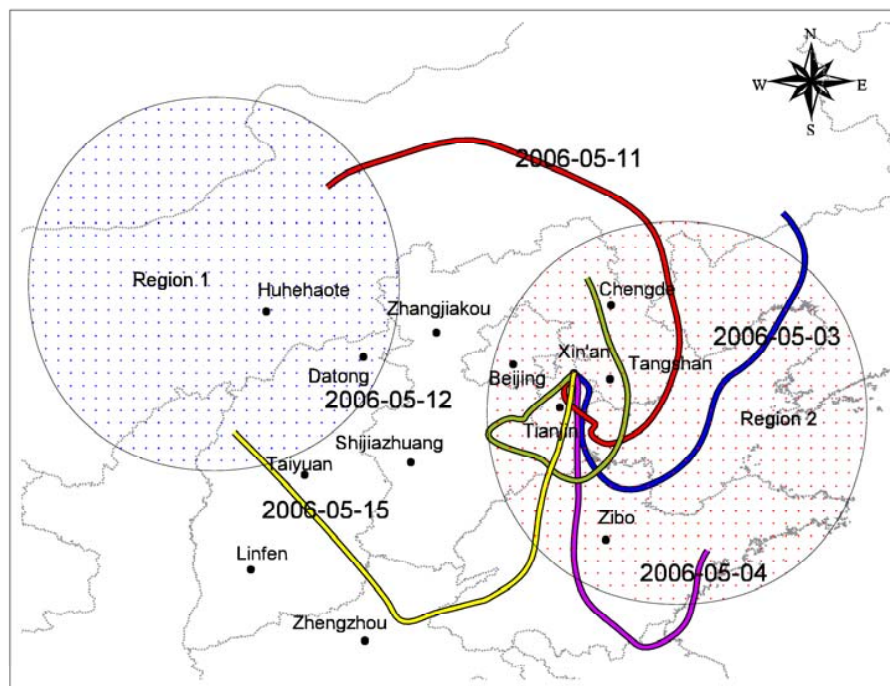 N
W
E
S
2006-05-11
Region 1
Huhehaote
Chengde
Zhangjiakou
2006-05-03
Xin'an
Tangshan
Datong
Beijing
2006-05-12
Tianjin
Region 2
Shijiazhuang
Taiyuan
2006-05-15
Zibo
Linfen
2006-05-04
Zhengzhou